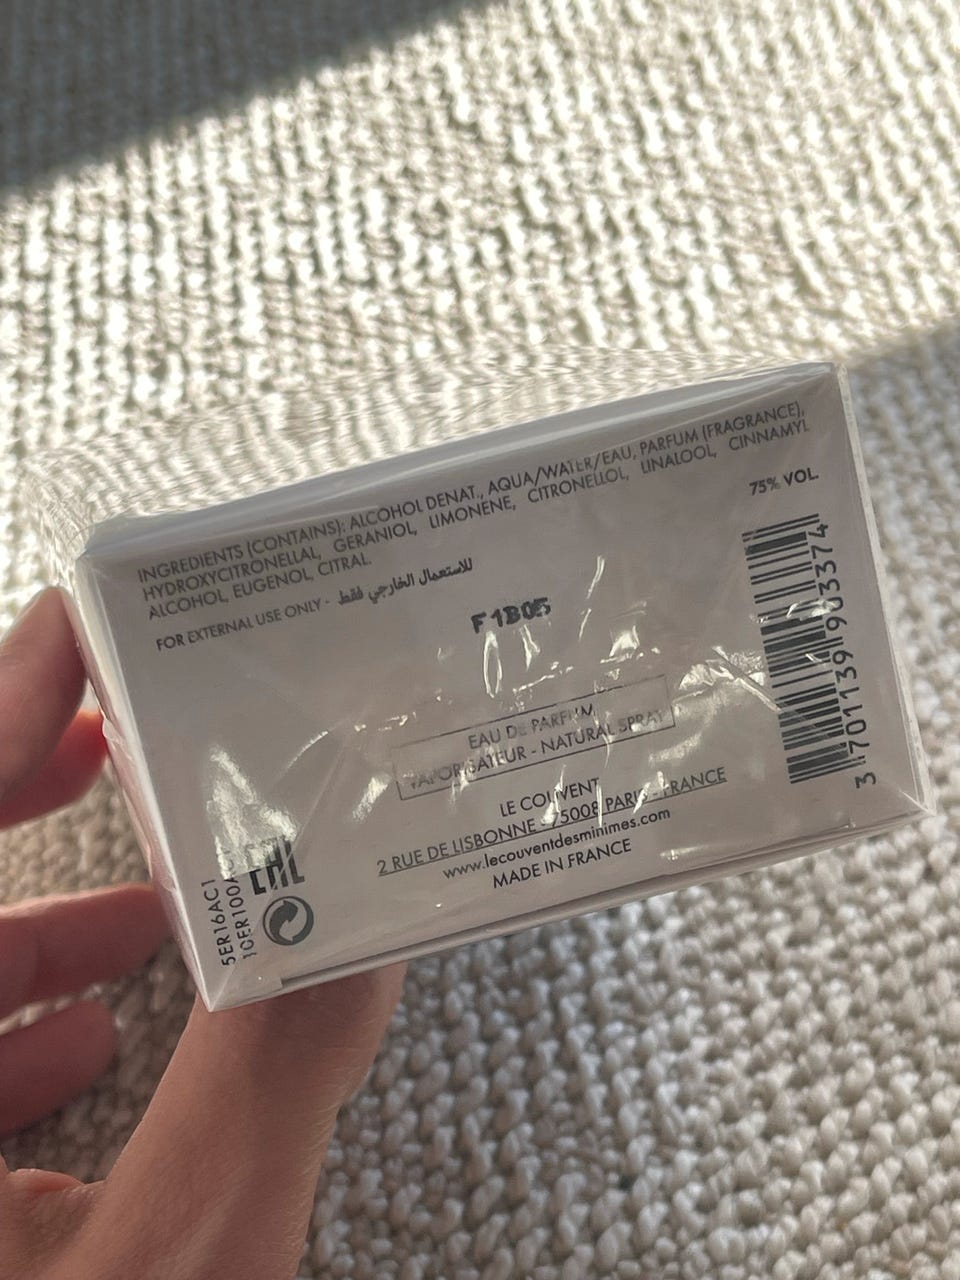 INGREDIENTS (CONTAINS): ALCOHOL DENAT., AQUA/WATER/EAU, PARFUM (FRAGRANCE),
HYDROXYCITRONELLAL, GERANIOL, LIMONENE, CITRONELLOL, LINALOOL, CINNAMYL
ALCOHOL, EUGENOL, CITRAL.
75% VOL.
FOR EXTERNAL USE ONLY - للاستعمال الخارجي فقط
F1B05
EAU DE PARFUM
VAPORISATEUR - NATURAL SPRAY
LE COUVENT
2 RUE DE LISBONNE - 75008 PARIS - FRANCE
www.lecouventdesminimes.com
MADE IN FRANCE
3 701139 903374
EAC
5ER16AC1